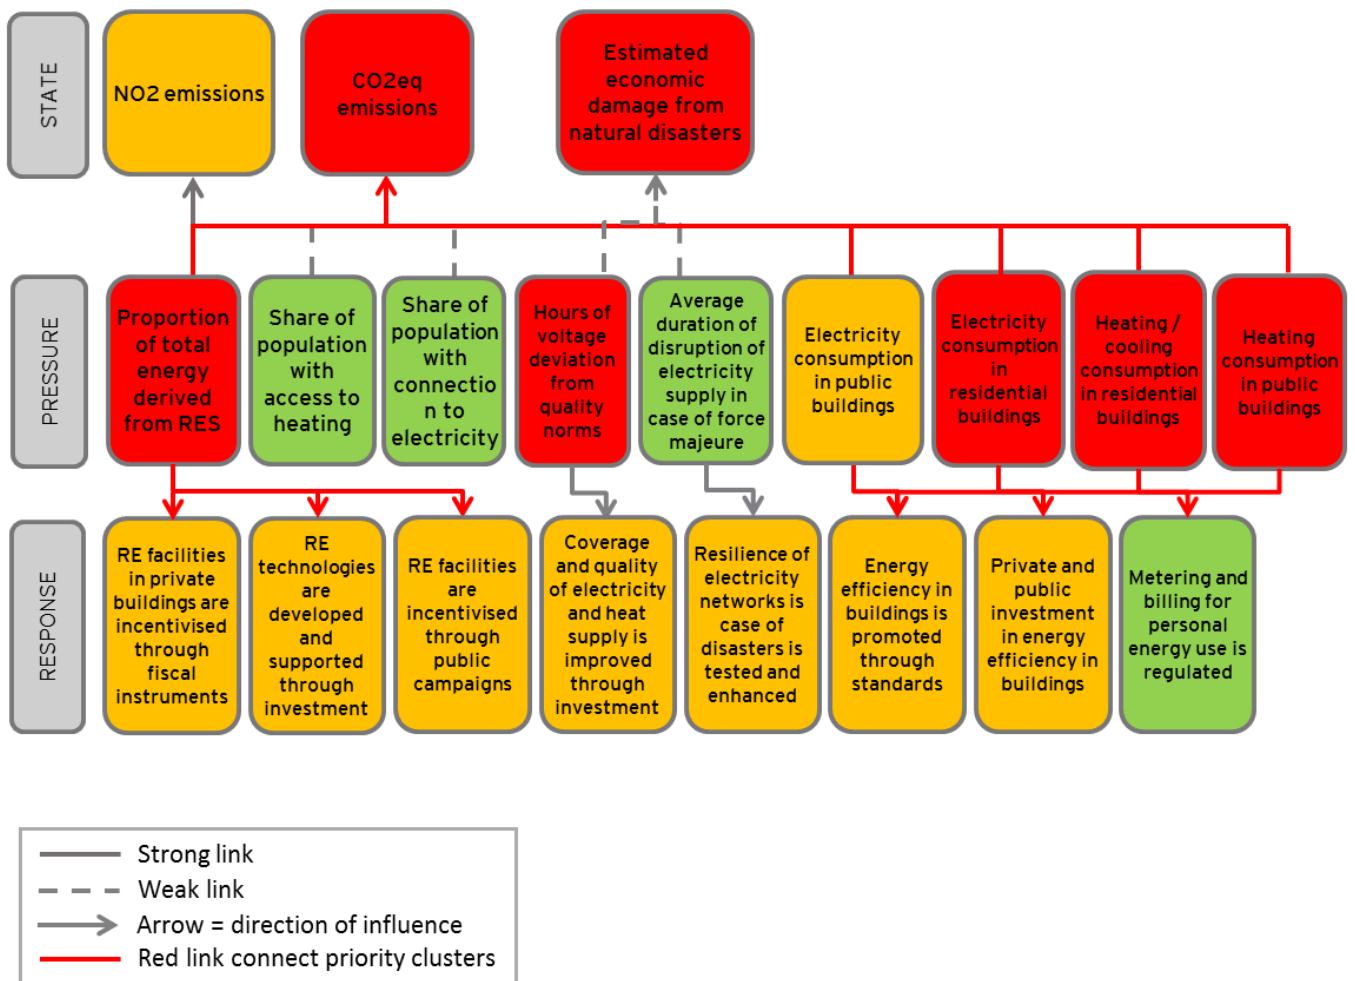 STATE
NO2 emissions
CO2eq
emissions
Estimated
economic
damage from
natural disasters
PRESSURE
Proportion
of total
energy
derived
from RES
Share of
population
with
access to
heating
Share of
population
with
connectio
n to
electricity
Hours of
voltage
deviation
from
quality
norms
Average
duration of
disruption of
electricity
supply in
case of force
majeure
Electricity
consumption
in public
buildings
Electricity
consumption
in
residential
buildings
Heating /
cooling
consumption
in residential
buildings
Heating
consumption
in public
buildings
RESPONSE
RE facilities
in private
buildings are
incentivised
through
fiscal
instruments
RE
technologies
are
developed
and
supported
through
investment
RE facilities
are
incentivised
through
public
campaigns
Coverage
and quality
of electricity
and heat
supply is
improved
through
investment
Resilience of
electricity
networks is
case of
disasters is
tested and
enhanced
Energy
efficiency in
buildings is
promoted
through
standards
Private and
public
investment
in energy
efficiency in
buildings
Metering and
billing for
personal
energy use is
regulated
Strong link
Weak link
Arrow = direction of influence
Red link connect priority clusters